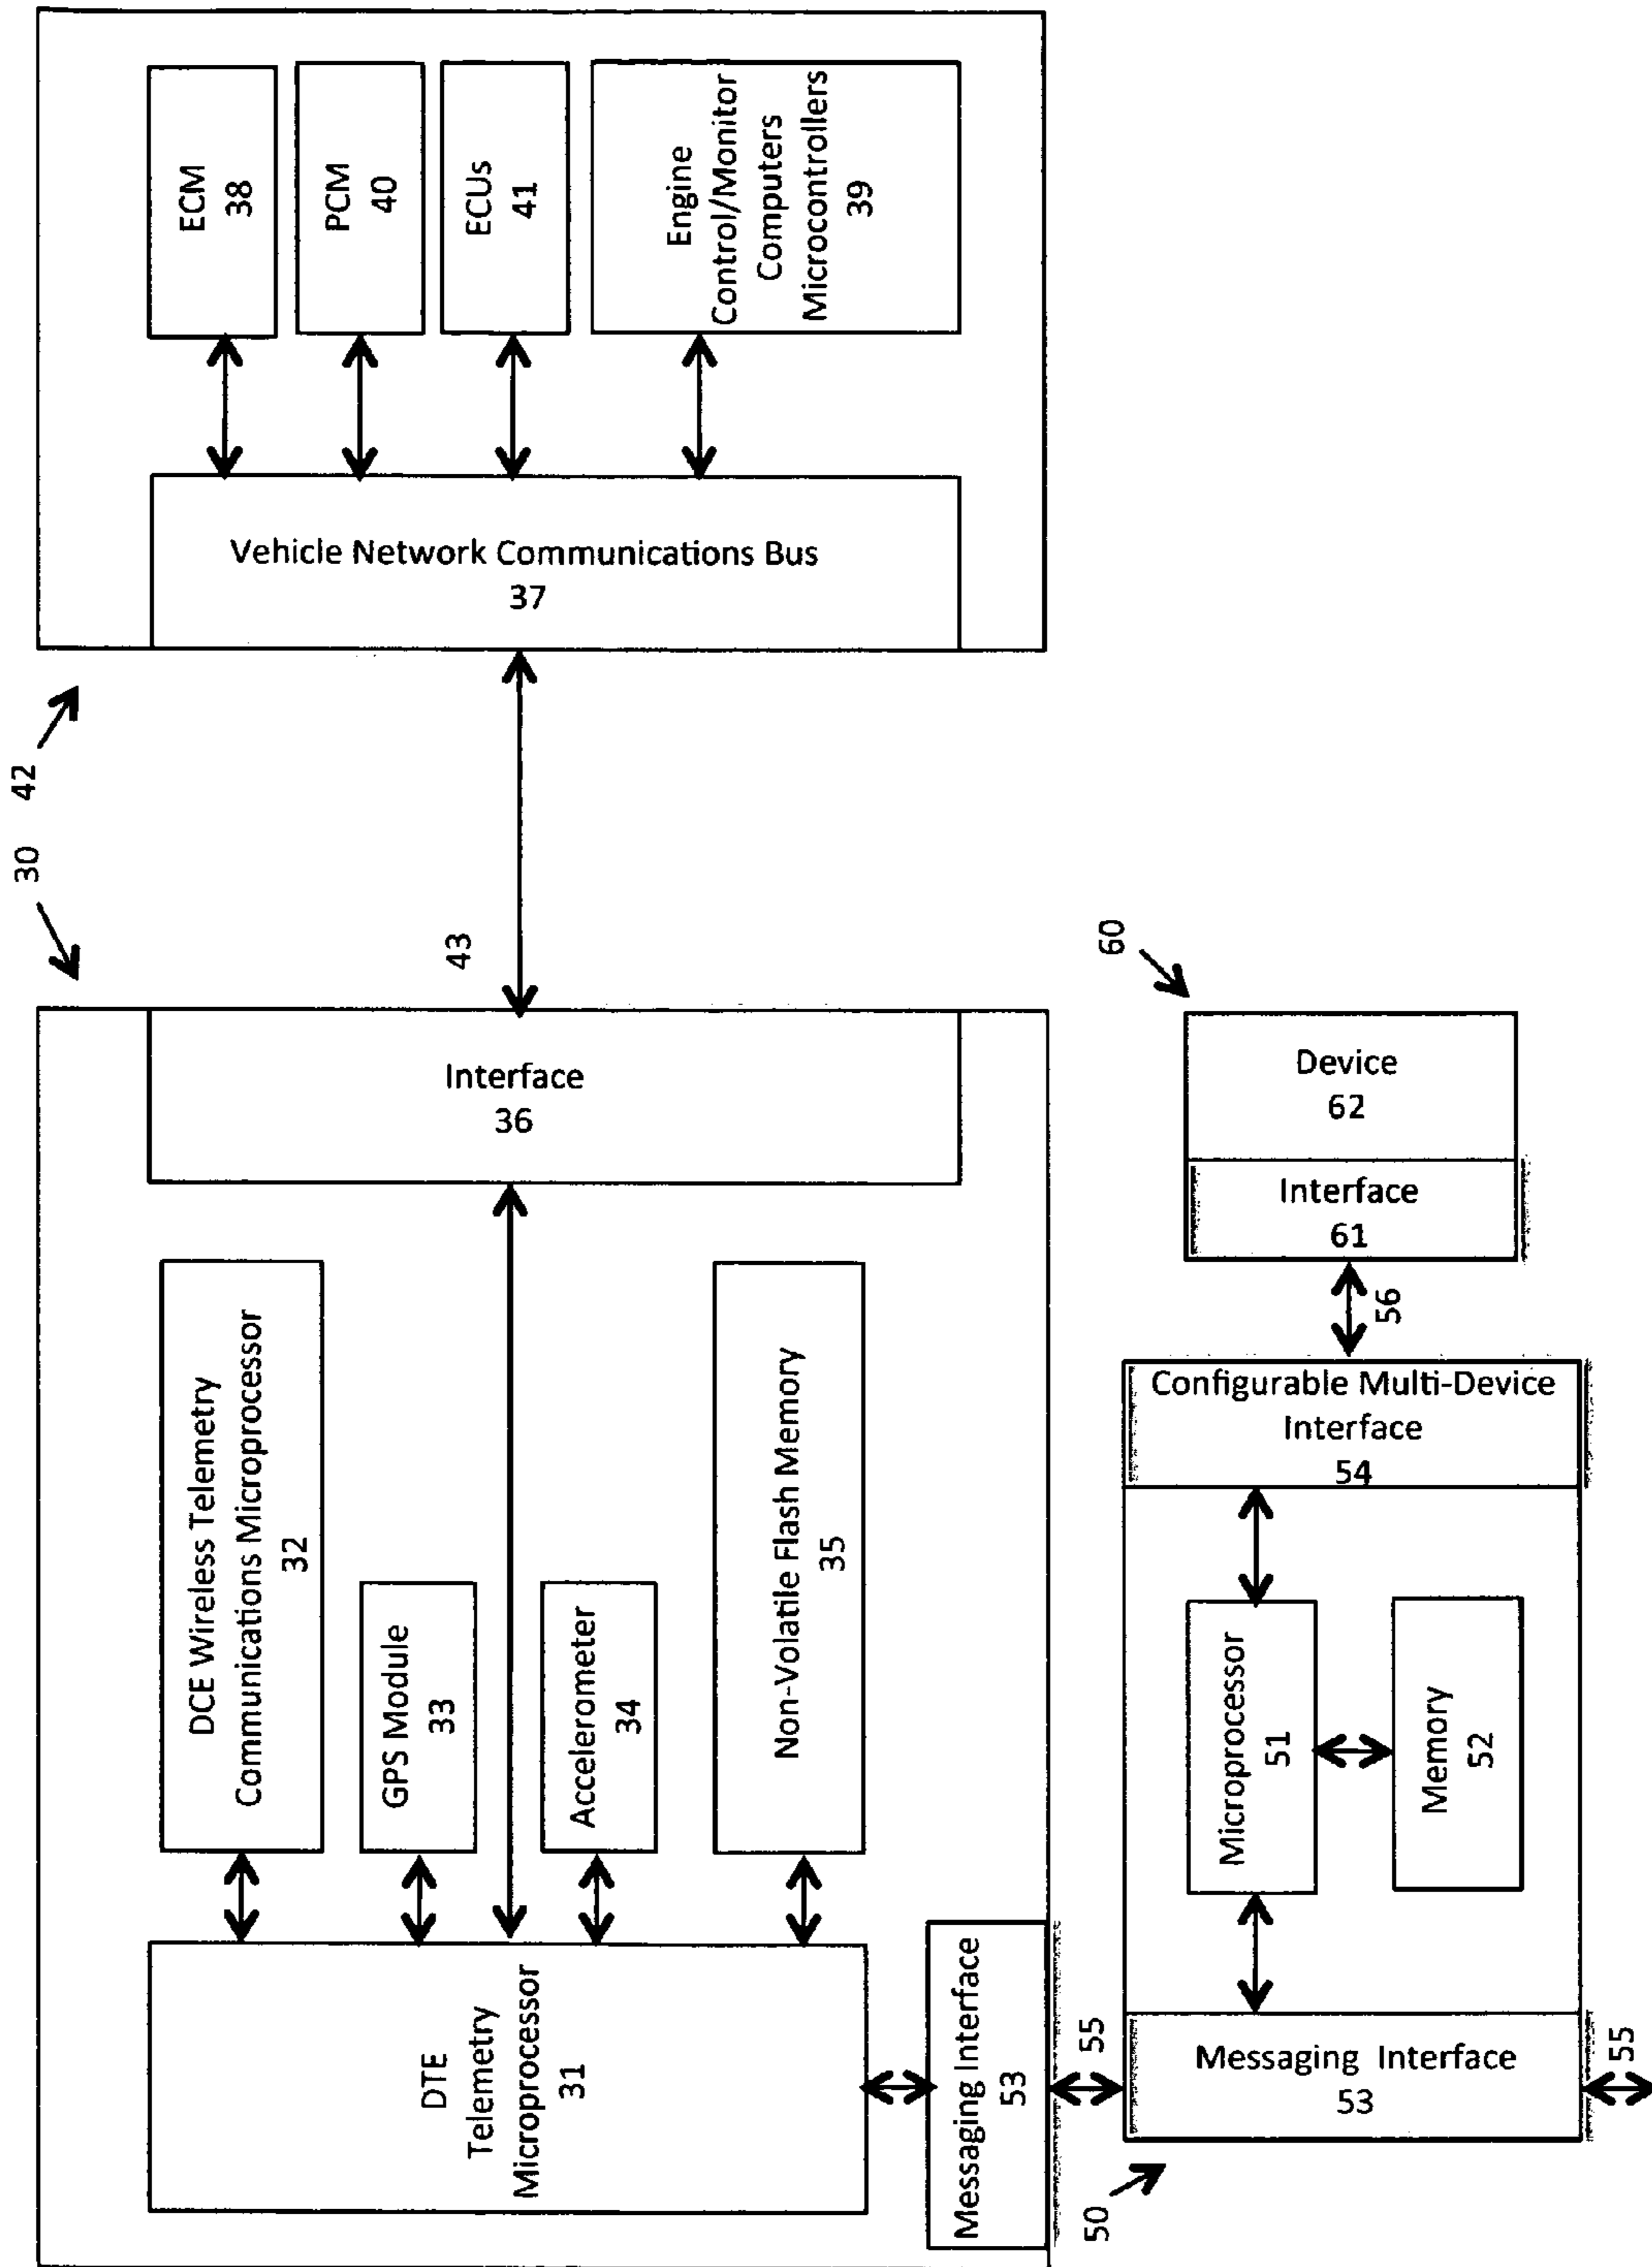 30
42
DTE
Telemetry
Microprocessor
31
DCE Wireless Telemetry
Communications Microprocessor
32
GPS Module
33
Accelerometer
34
Non-Volatile Flash Memory
35
Interface
36
43
Vehicle Network Communications Bus
37
ECM
38
PCM
40
ECUs
41
Engine
Control/Monitor
Computers
Microcontrollers
39
Messaging Interface
53
55
50
Messaging Interface
53
55
Microprocessor
51
Memory
52
Configurable Multi-Device
Interface
54
56
60
Interface
61
Device
62